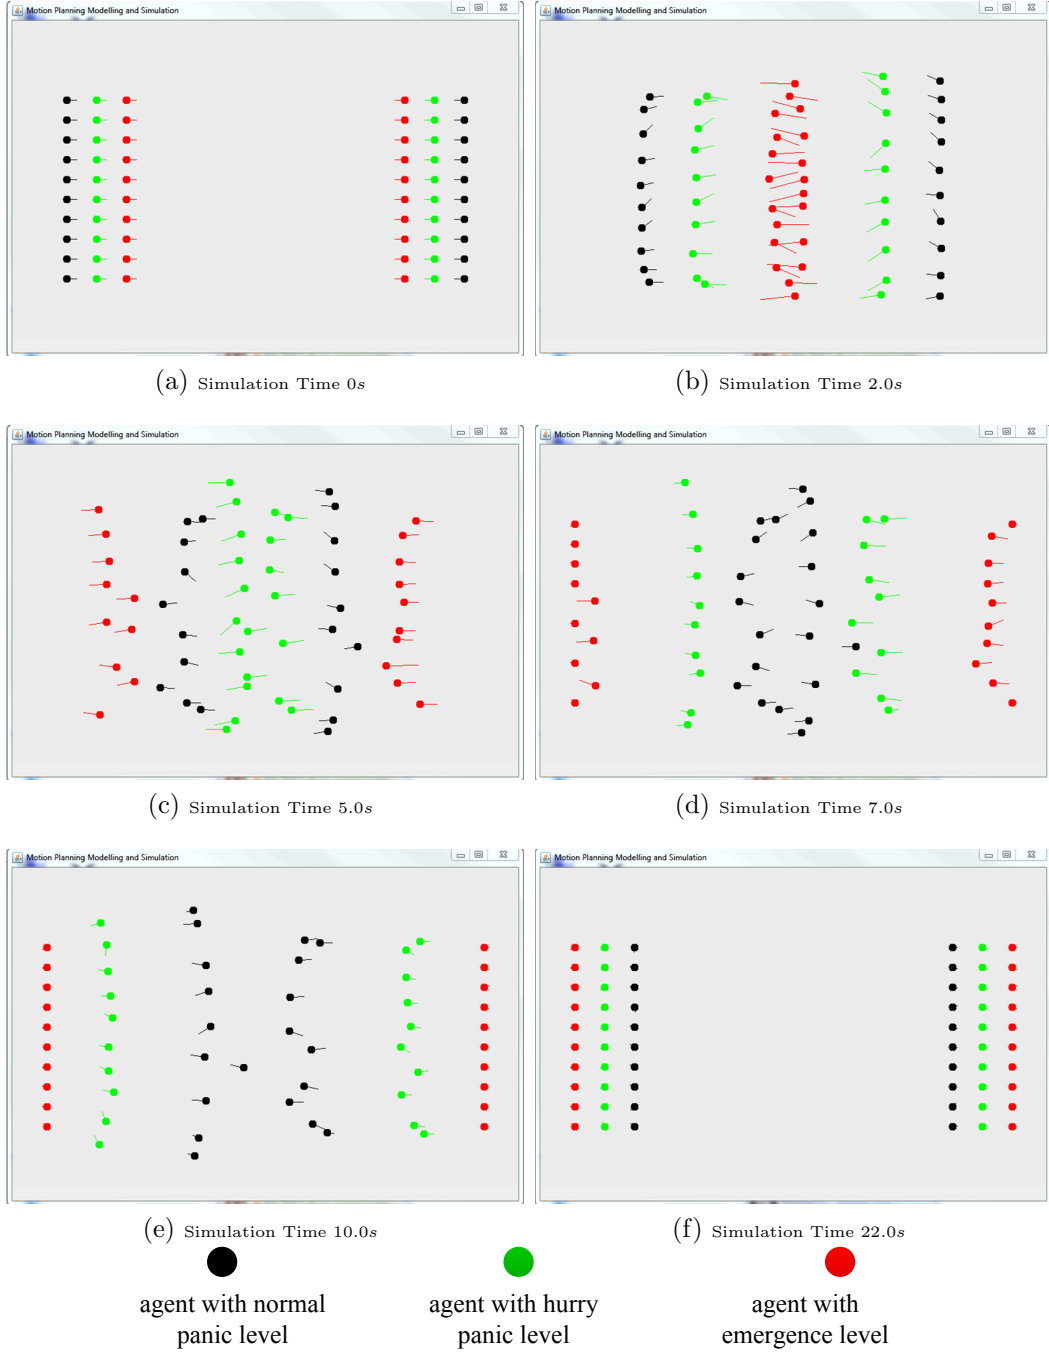 Motion Planning Modelling and Simulation
Motion Planning Modelling and Simulation
(a) Simulation Time 0s
(b) Simulation Time 2.0s
Motion Planning Modelling and Simulation
Motion Planning Modelling and Simulation
(c) Simulation Time 5.0s
(d) Simulation Time 7.0s
Motion Planning Modelling and Simulation
Motion Planning Modelling and Simulation
(e) Simulation Time 10.0s
(f) Simulation Time 22.0s
agent with normal
panic level
agent with hurry
panic level
agent with
emergence level